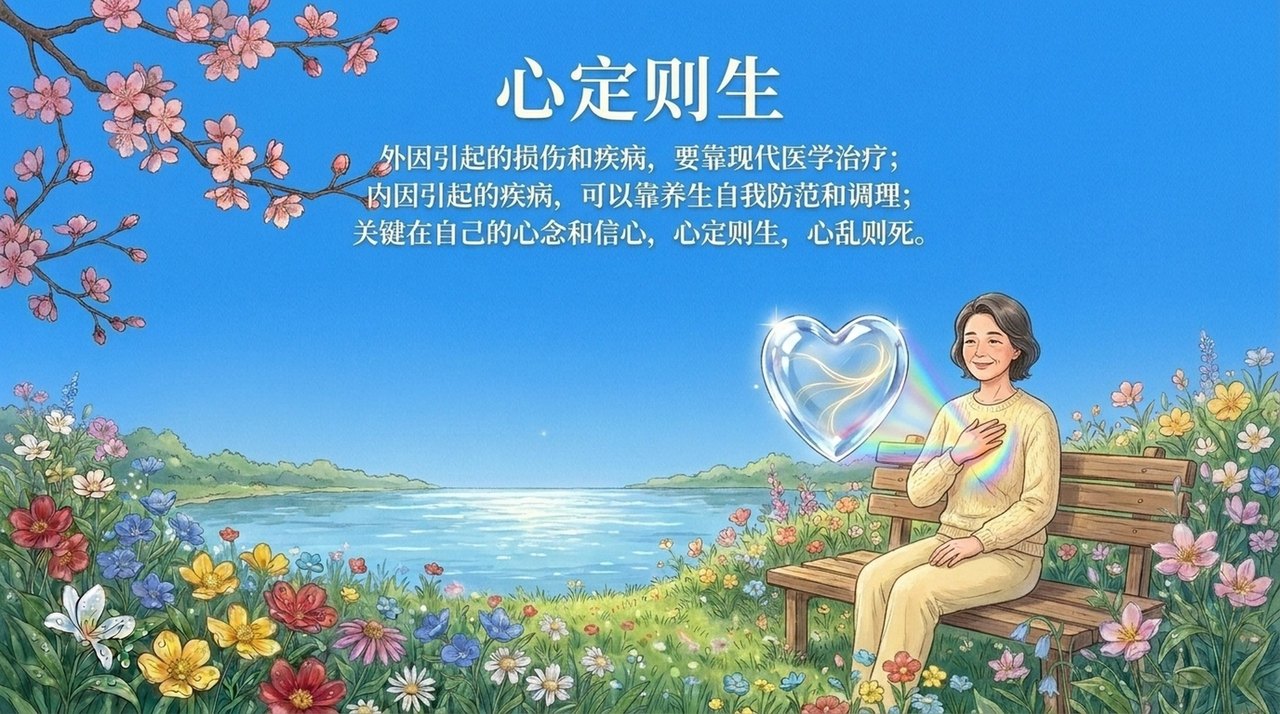 心定则生
外因引起的损伤和疾病，要靠现代医学治疗；
内因引起的疾病，可以靠养生自我防范和调理；
关键在自己的心念和信心，心定则生，心乱则死。